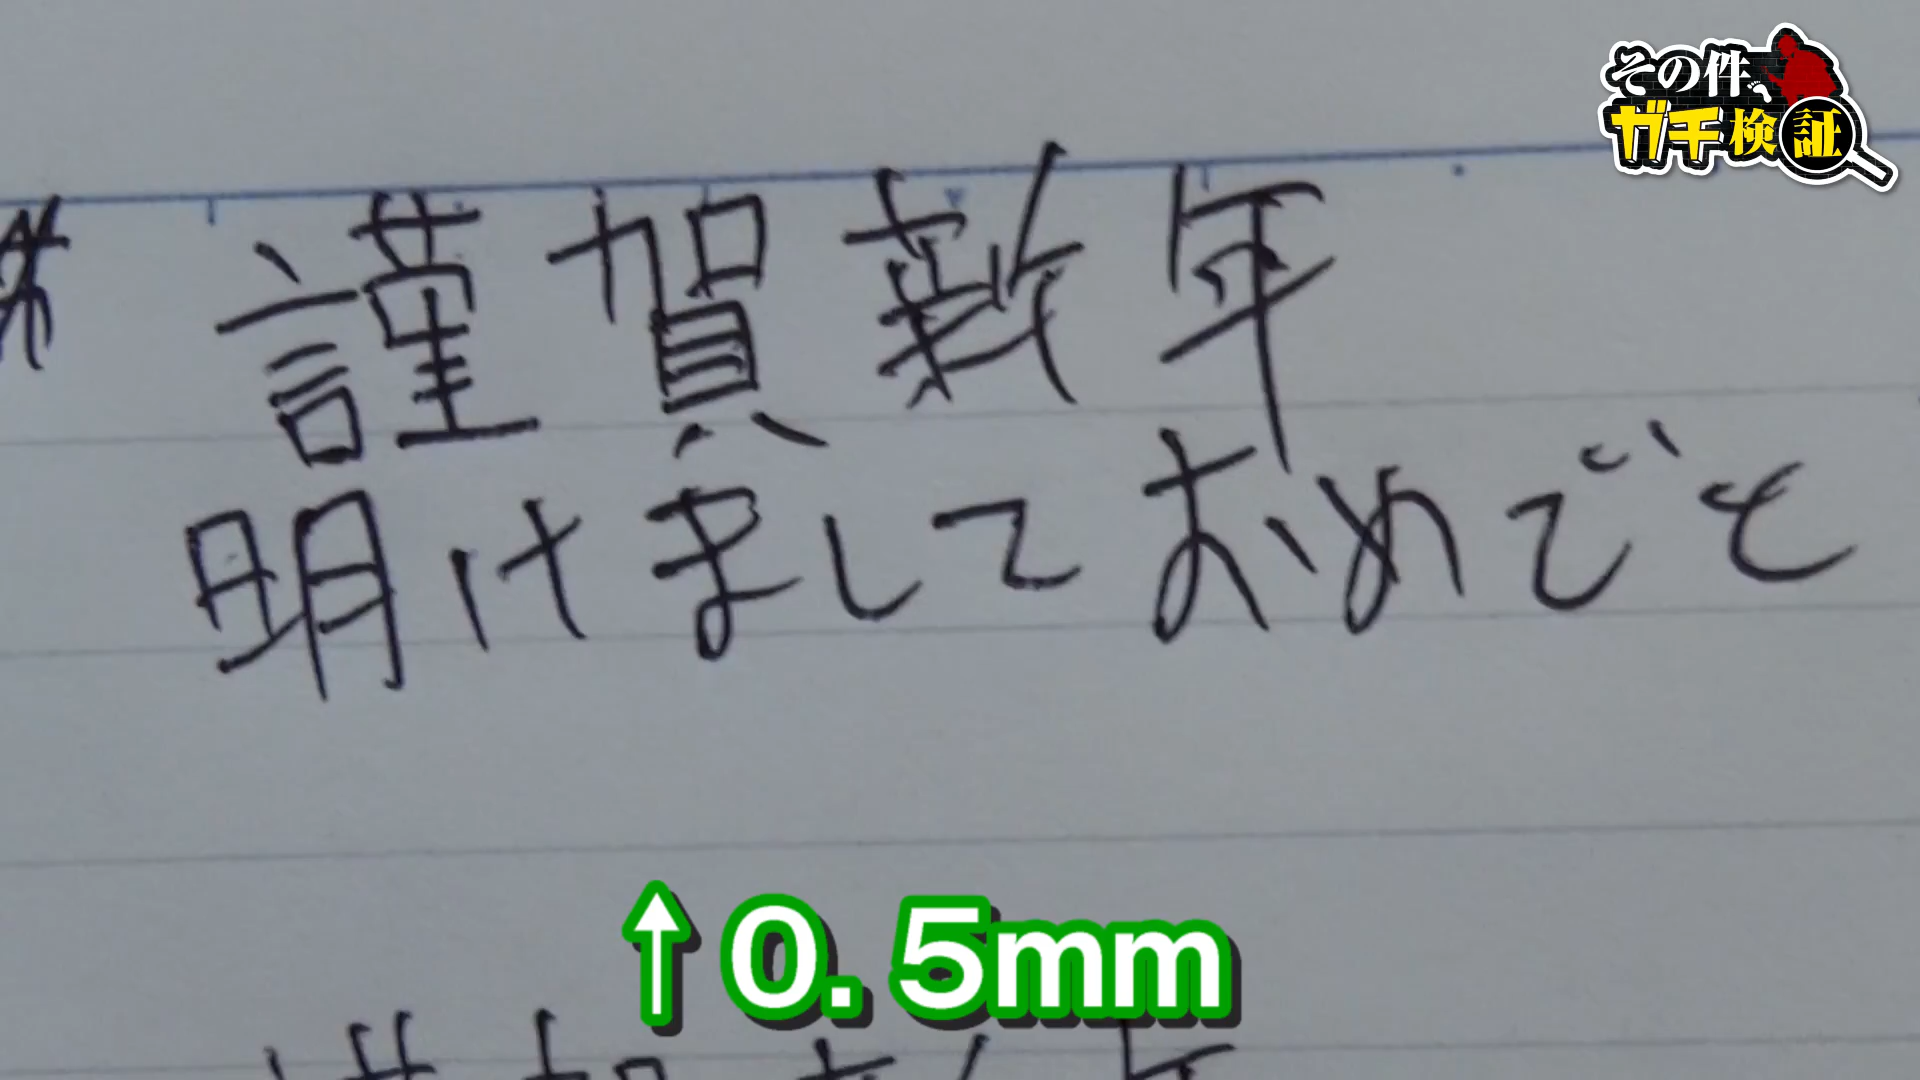 その件、
ガチ検証
謹賀新年
明けましておめでと
↑0.5mm